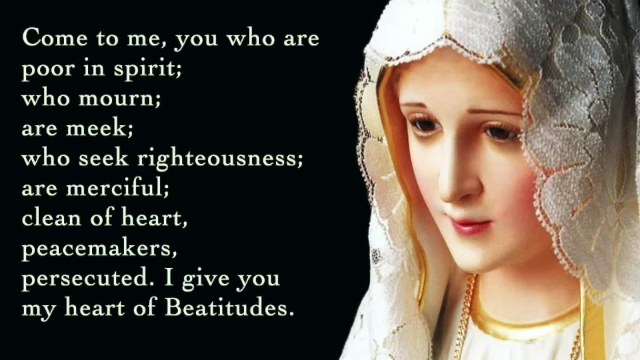 Come to me, you who are
poor in spirit;
who mourn;
are meek;
who seek righteousness;
are merciful;
clean of heart,
peacemakers,
persecuted. I give you
my heart of Beatitudes.